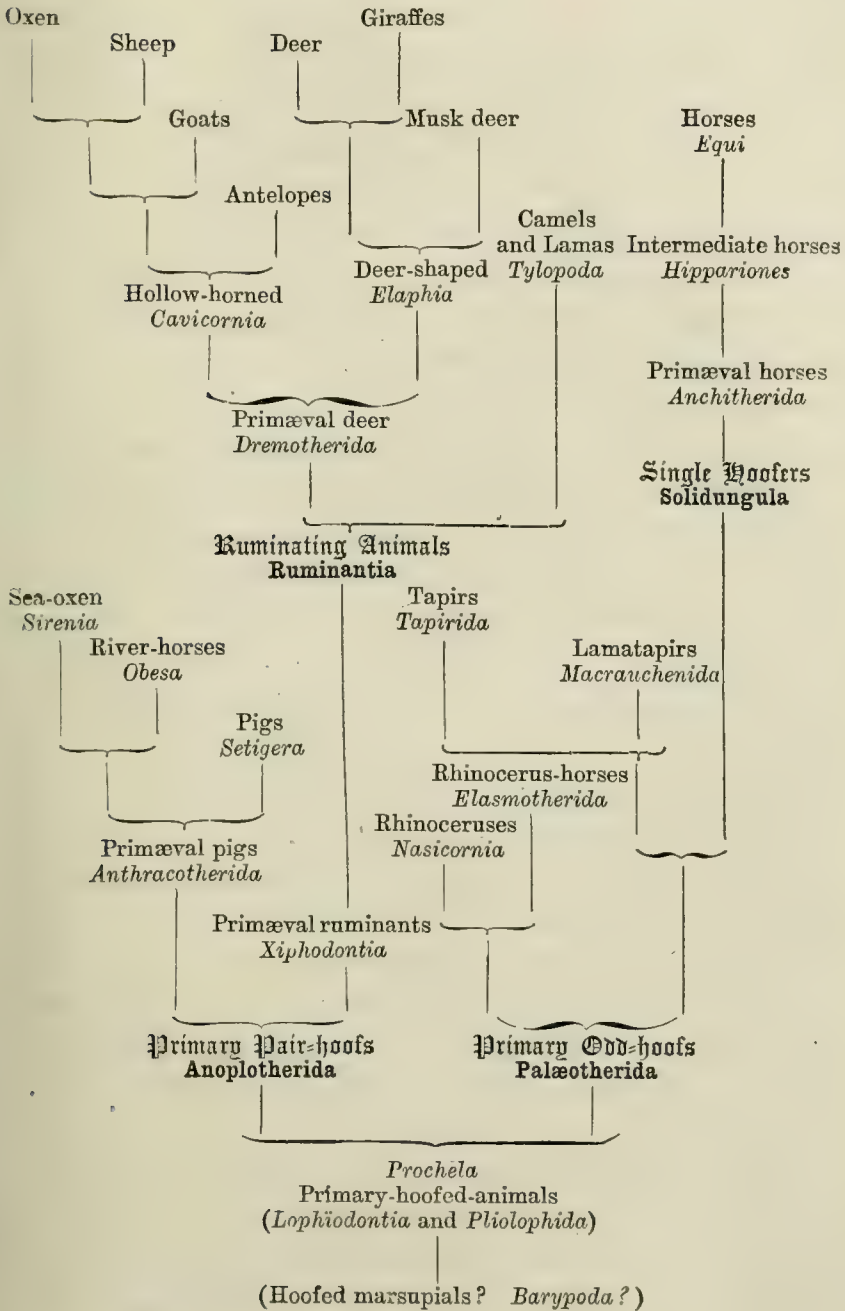 Oxen
Giraffes
Sheep
Deer
Goats
Musk deer
Horses
Equi
Antelopes
Camels
and Lamas
Tylopoda
Intermediate horses
Hippariones
Hollow-horned
Cavicornia
Deer-shaped
Elaphia
Primæval horses
Anchitherida
Primæval deer
Dremotherida
Single Hoofers
Solidungula
Ruminating Animals
Ruminantia
Sea-oxen
Sirenia
Tapirs
Tapirida
River-horses
Obesa
Lamatapirs
Macrauchenida
Pigs
Setigera
Rhinocerus-horses
Elasmotherida
Rhinoceruses
Nasicornia
Primæval pigs
Anthracotherida
Primæval ruminants
Xiphodontia
Primary Pair-hoofs
Anoplotherida
Primary Odd-hoofs
Palæotherida
Prochela
Primary-hoofed-animals
(Lophiodontia and Pliolophida)
(Hoofed marsupials? Barypoda?)